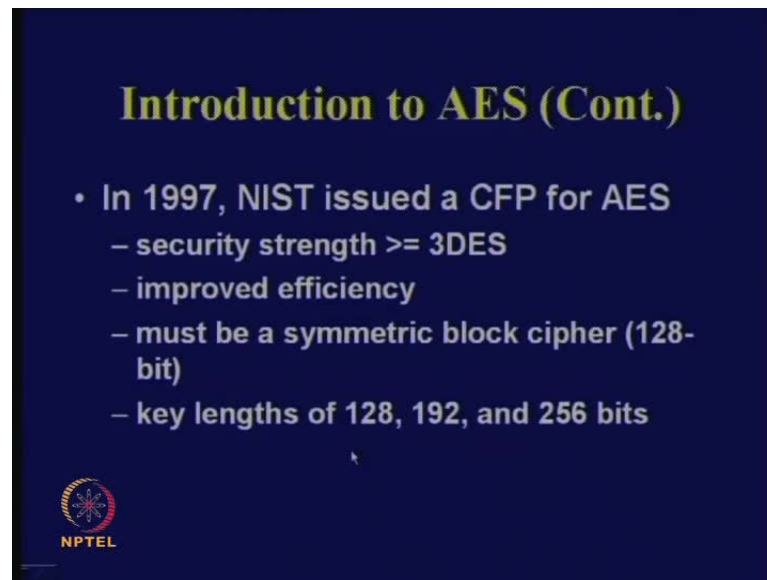 Introduction to AES (Cont.)
• In 1997, NIST issued a CFP for AES
– security strength >= 3DES
– improved efficiency
– must be a symmetric block cipher (128-
bit)
– key lengths of 128, 192, and 256 bits
NPTEL